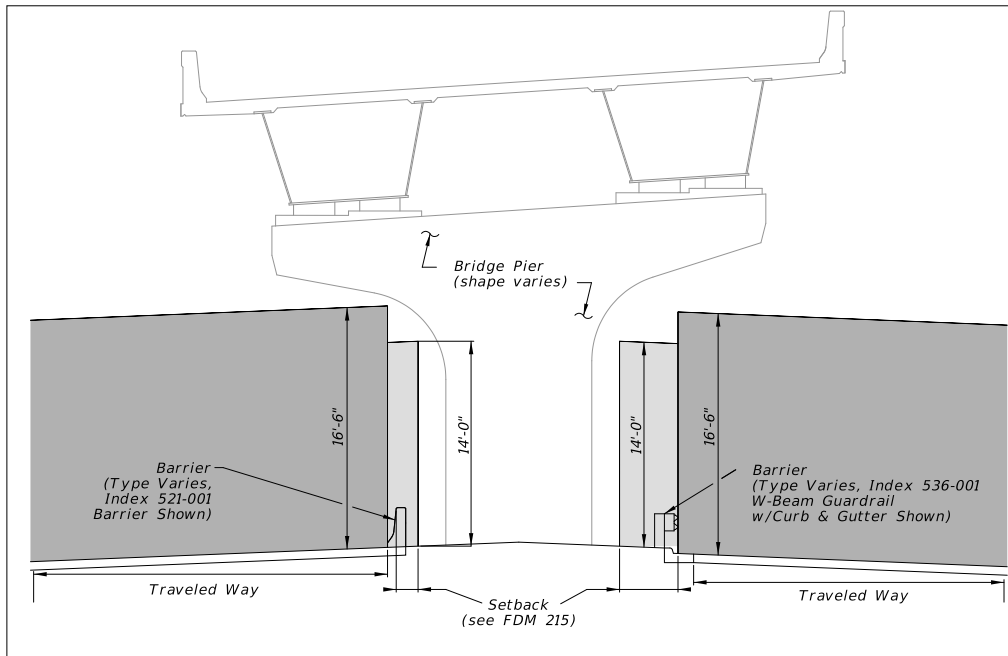 Bridge Pier
(shape varies)
16'-6"
14'-0"
14'-0"
16'-6"
Barrier
(Type Varies,
Index 521-001
Barrier Shown)
Barrier
(Type Varies, Index 536-001
W-Beam Guardrail
w/Curb & Gutter Shown)
Traveled Way
Setback
(see FDM 215)
Traveled Way